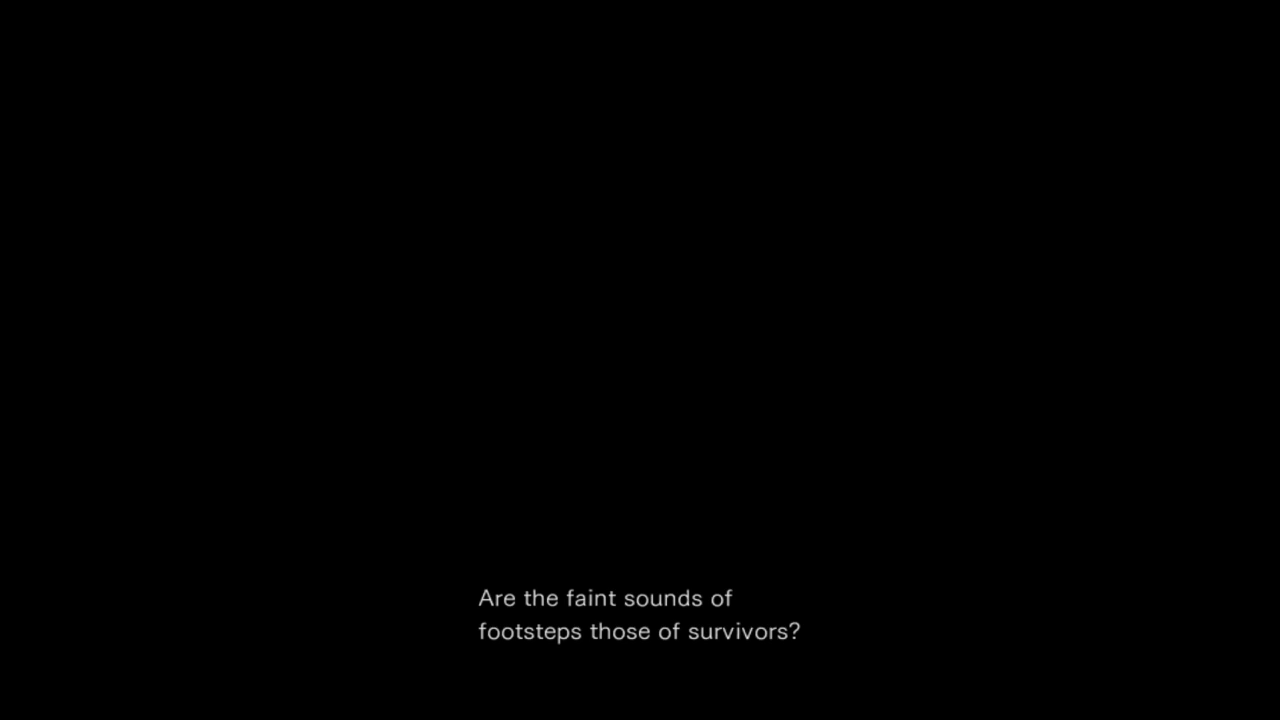 Are the faint sounds of
footsteps those of survivors?